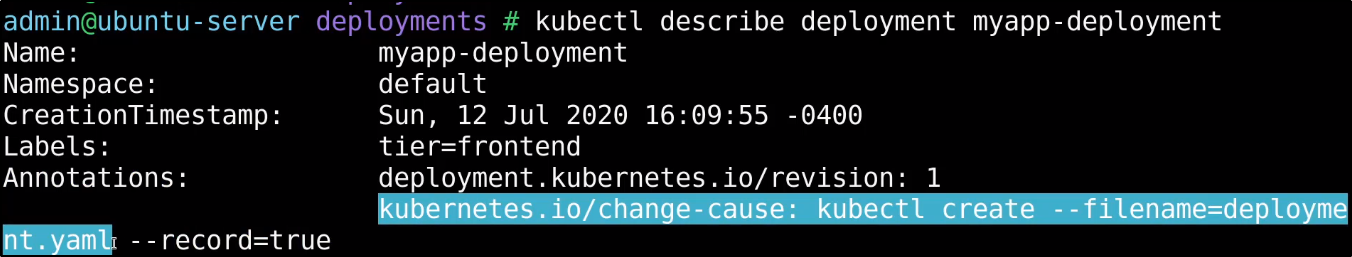 admin@ubuntu-server deployments # kubectl describe deployment myapp-deployment
Name: myapp-deployment
Namespace: default
CreationTimestamp: Sun, 12 Jul 2020 16:09:55 -0400
Labels: tier=frontend
Annotations: deployment.kubernetes.io/revision: 1
kubernetes.io/change-cause: kubectl create --filename=deployme
nt.yaml --record=true